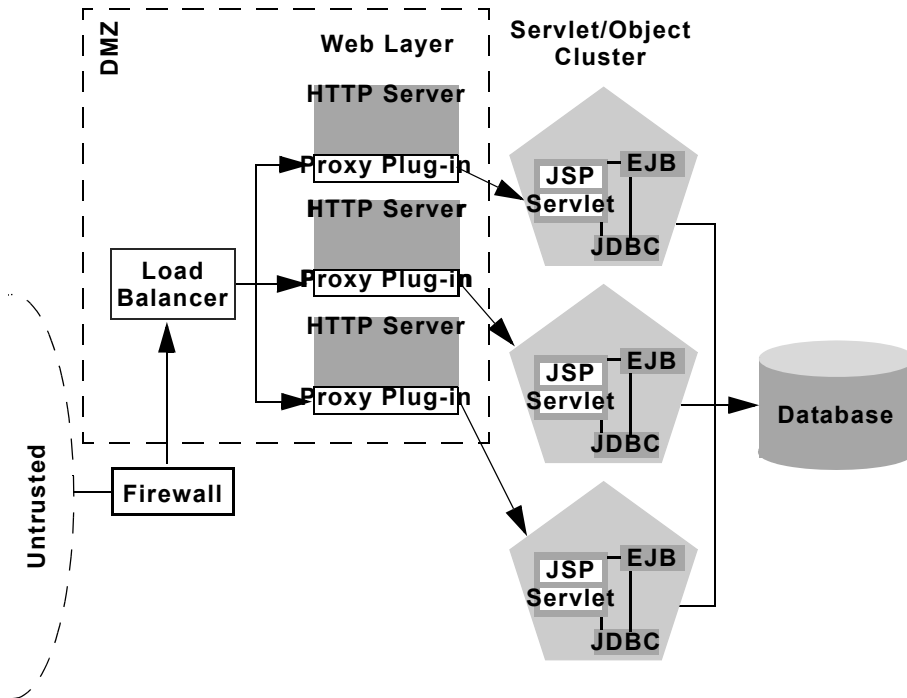 DMZ
Web Layer
Servlet/Object
Cluster
HTTP Server
Proxy Plug-in
HTTP Server
Proxy Plug-in
HTTP Server
Proxy Plug-in
Load
Balancer
Firewall
Untrusted
JSP
Servlet
EJB
JDBC
JSP
Servlet
EJB
JDBC
JSP
Servlet
EJB
JDBC
Database